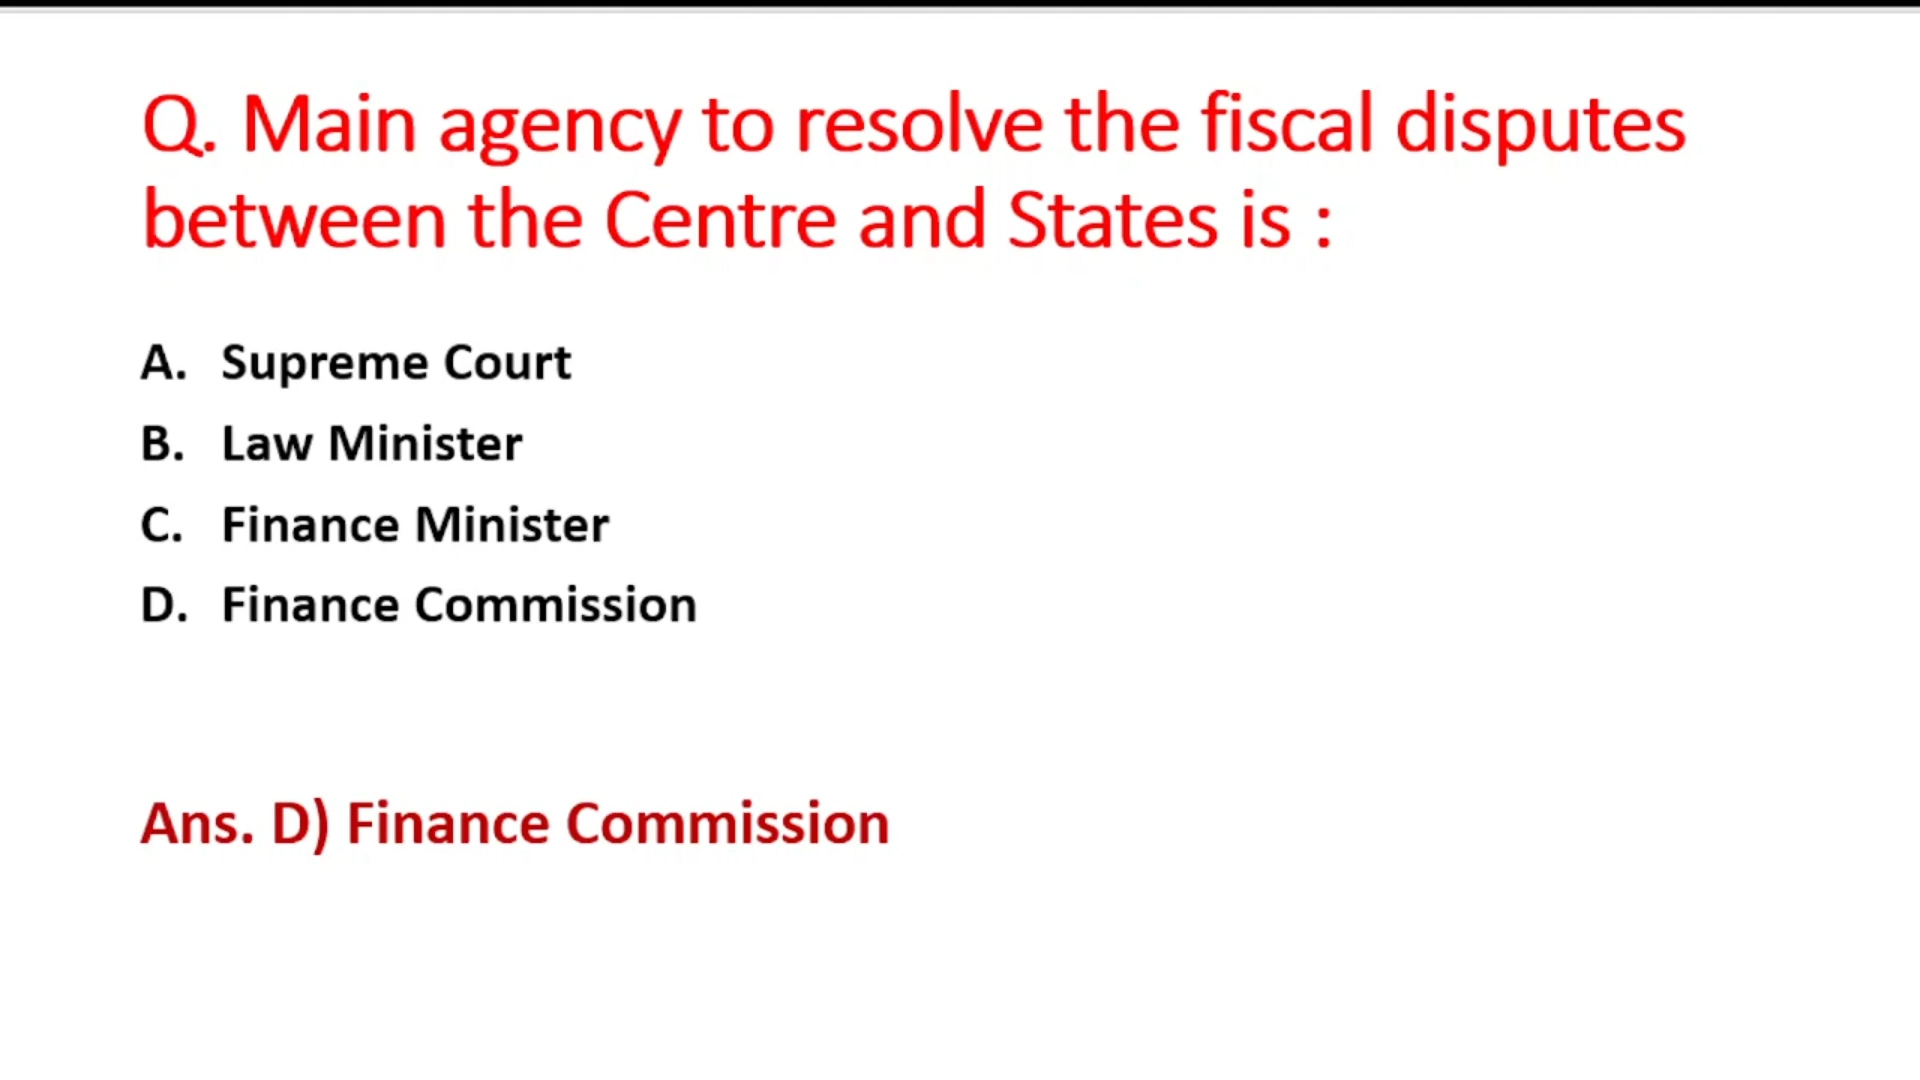 Q. Main agency to resolve the fiscal disputes
between the Centre and States is :
A. Supreme Court
B. Law Minister
C. Finance Minister
D. Finance Commission
Ans. D) Finance Commission